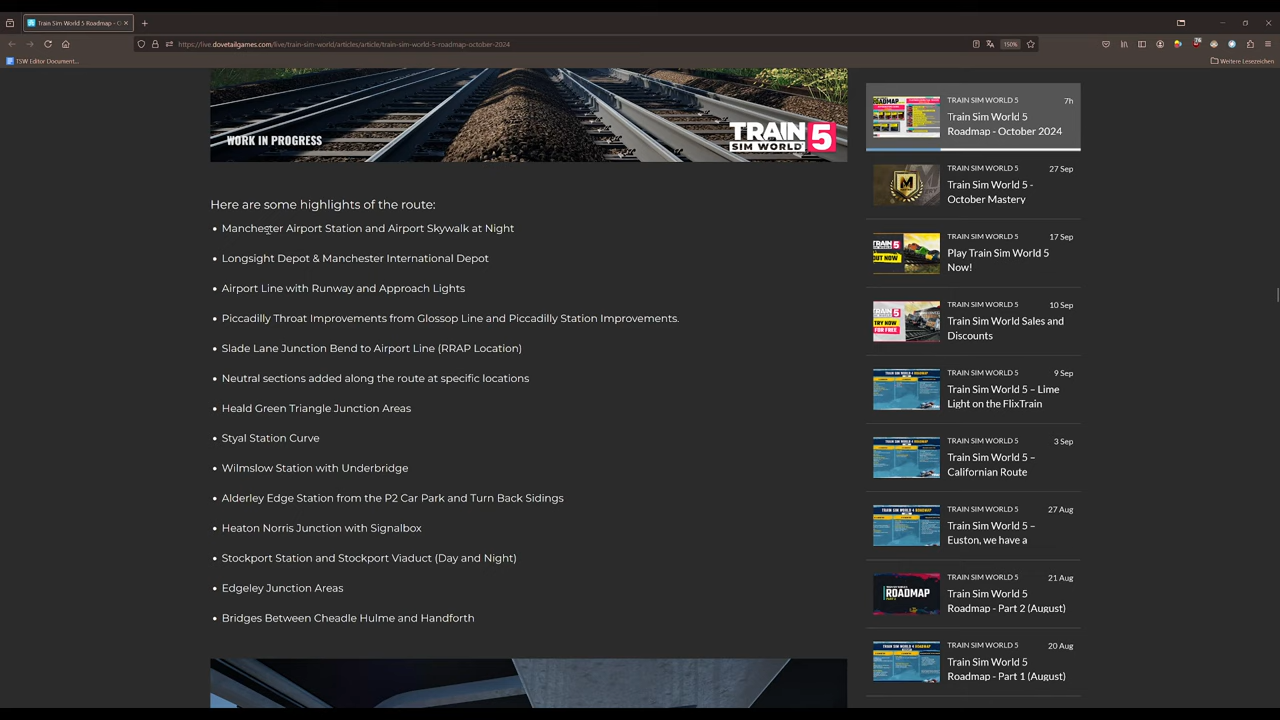 Train Sim World 5 Roadmap - O
TSW Editor Document...
https://live.dovetailgames.com/live/train-sim-world/articles/article/train-sim-world-5-roadmap-october-2024
150%
76
Weitere Lesezeichen
WORK IN PROGRESS
TRAIN SIM WORLD 5
Here are some highlights of the route:
Manchester Airport Station and Airport Skywalk at Night
Longsight Depot & Manchester International Depot
Airport Line with Runway and Approach Lights
Piccadilly Throat Improvements from Glossop Line and Piccadilly Station Improvements.
Slade Lane Junction Bend to Airport Line (RRAP Location)
Neutral sections added along the route at specific locations
Heald Green Triangle Junction Areas
Styal Station Curve
Wilmslow Station with Underbridge
Alderley Edge Station from the P2 Car Park and Turn Back Sidings
Heaton Norris Junction with Signalbox
Stockport Station and Stockport Viaduct (Day and Night)
Edgeley Junction Areas
Bridges Between Cheadle Hulme and Handforth
TRAIN SIM WORLD 5 7h
Train Sim World 5
Roadmap - October 2024
TRAIN SIM WORLD 5 27 Sep
Train Sim World 5 -
October Mastery
TRAIN SIM WORLD 5 17 Sep
Play Train Sim World 5
Now!
TRAIN SIM WORLD 5 10 Sep
Train Sim World Sales and
Discounts
TRAIN SIM WORLD 5 9 Sep
Train Sim World 5 – Lime
Light on the FlixTrain
TRAIN SIM WORLD 5 3 Sep
Train Sim World 5 –
Californian Route
TRAIN SIM WORLD 5 27 Aug
Train Sim World 5 –
Euston, we have a
ROADMAP
TRAIN SIM WORLD 5 21 Aug
Train Sim World 5
Roadmap - Part 2 (August)
TRAIN SIM WORLD 5 20 Aug
Train Sim World 5
Roadmap - Part 1 (August)